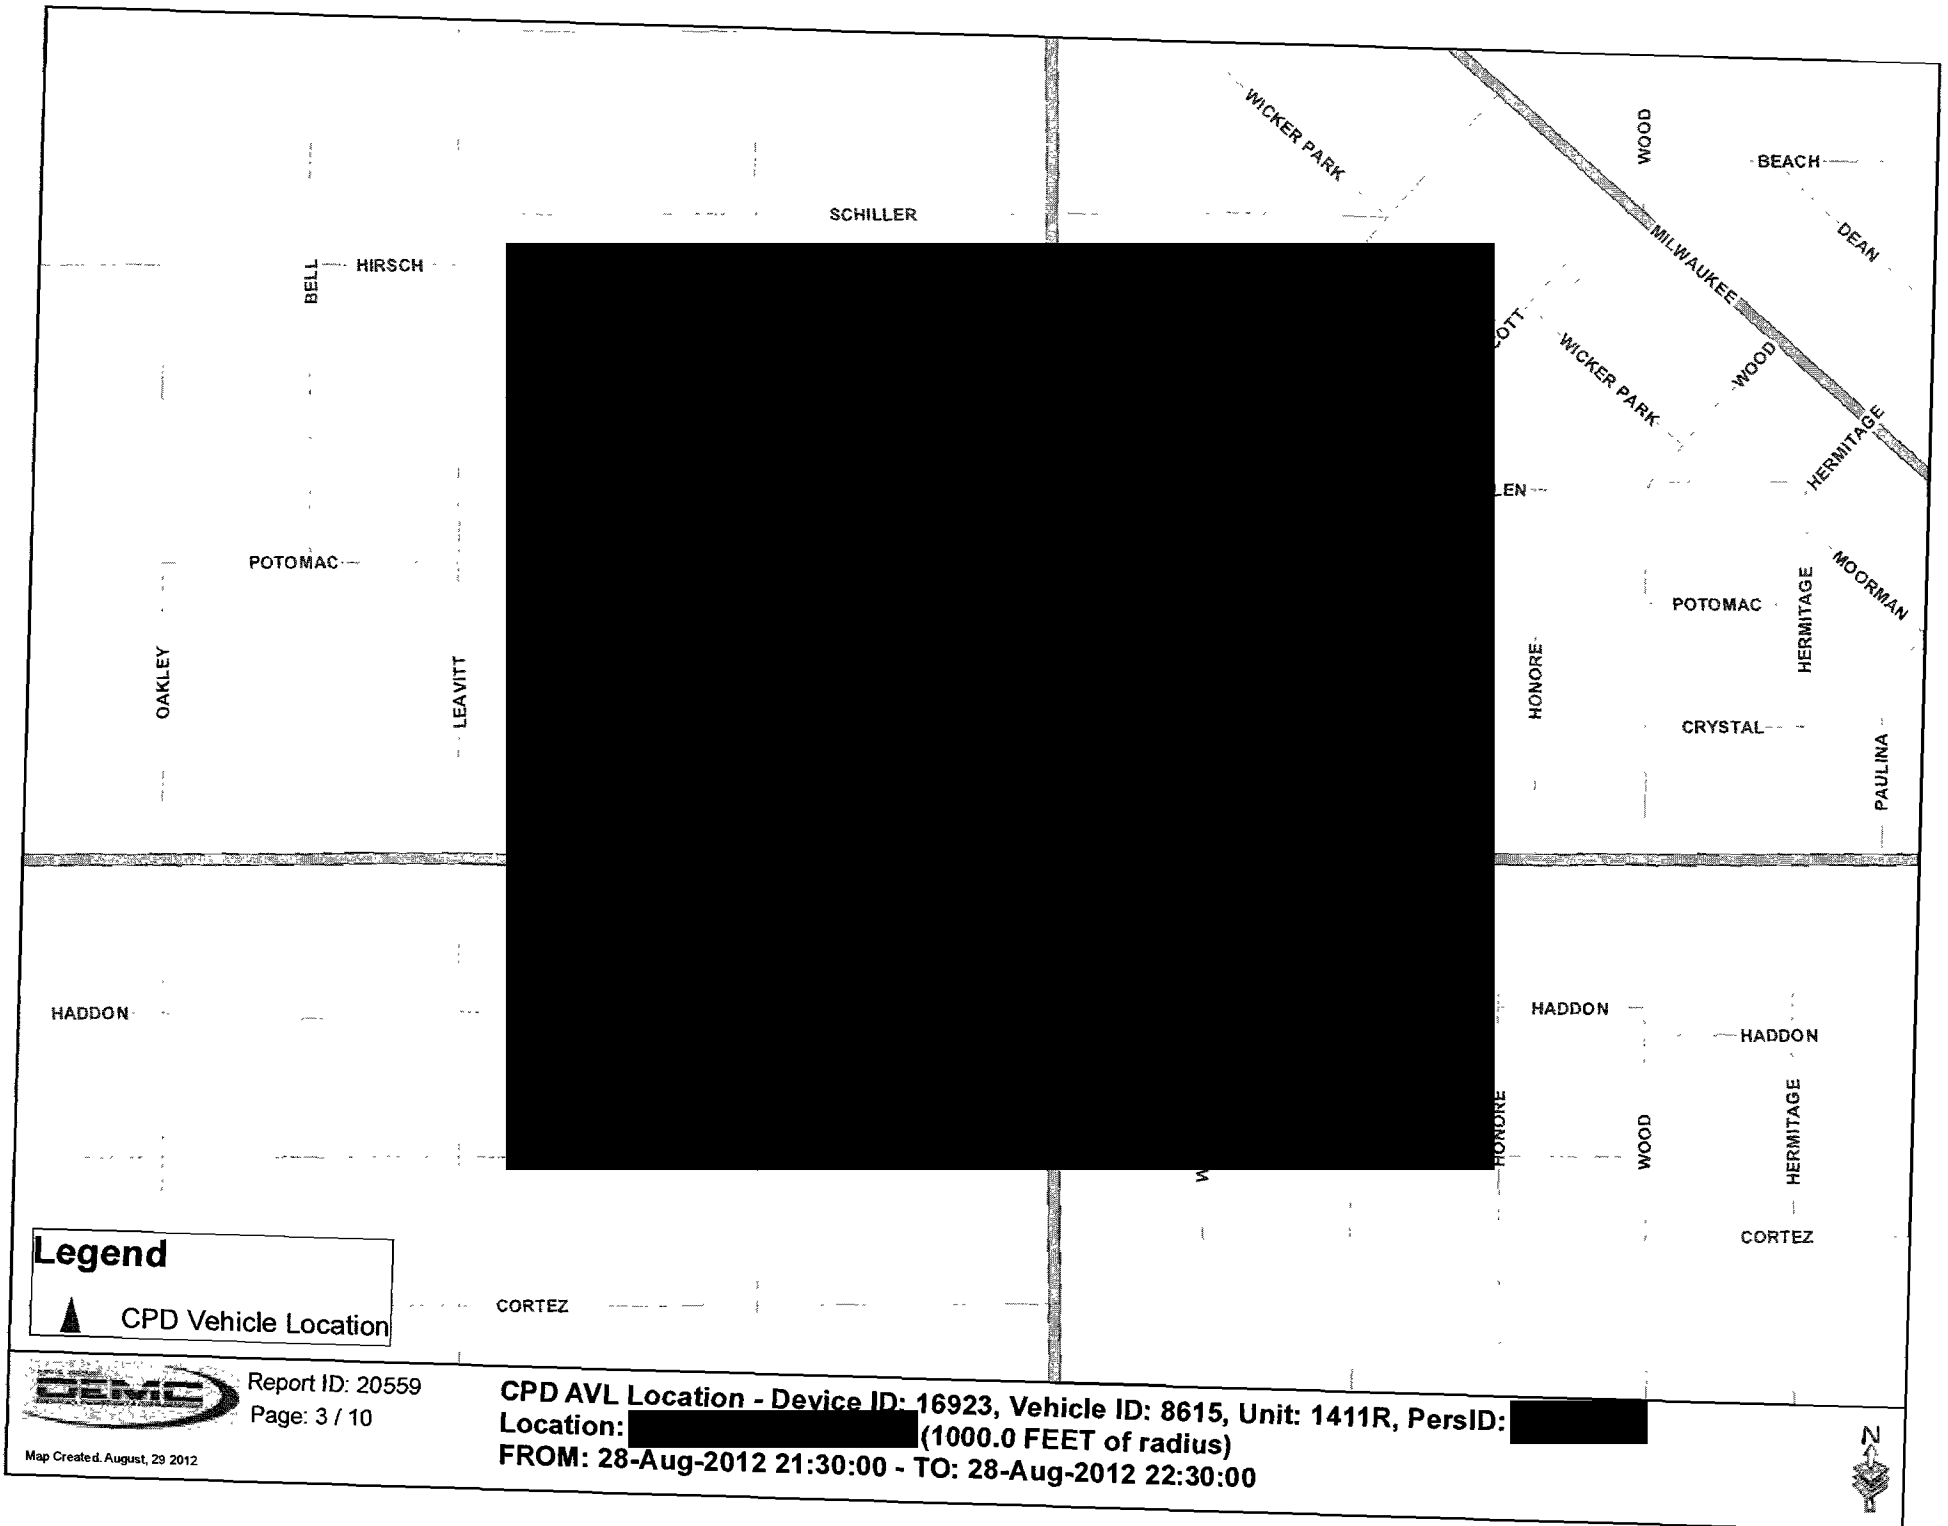 WICKER PARK
WOOD
BEACH
SCHILLER
DEAN
MILWAUKEE
BELL
HIRSCH
COTT
WICKER PARK
WOOD
HERMITAGE
LEN
POTOMAC
MOORMAN
POTOMAC
HERMITAGE
OAKLEY
LEAVITT
HONORE
CRYSTAL
PAULINA
HADDON
HADDON
HADDON
HONORE
WOOD
HERMITAGE
W
CORTEZ
Legend
CPD Vehicle Location
CORTEZ
OEMC
Report ID: 20559
Page: 3 / 10
Map Created. August, 29 2012
CPD AVL Location - Device ID: 16923, Vehicle ID: 8615, Unit: 1411R, PersID:
Location: (1000.0 FEET of radius)
FROM: 28-Aug-2012 21:30:00 - TO: 28-Aug-2012 22:30:00
N